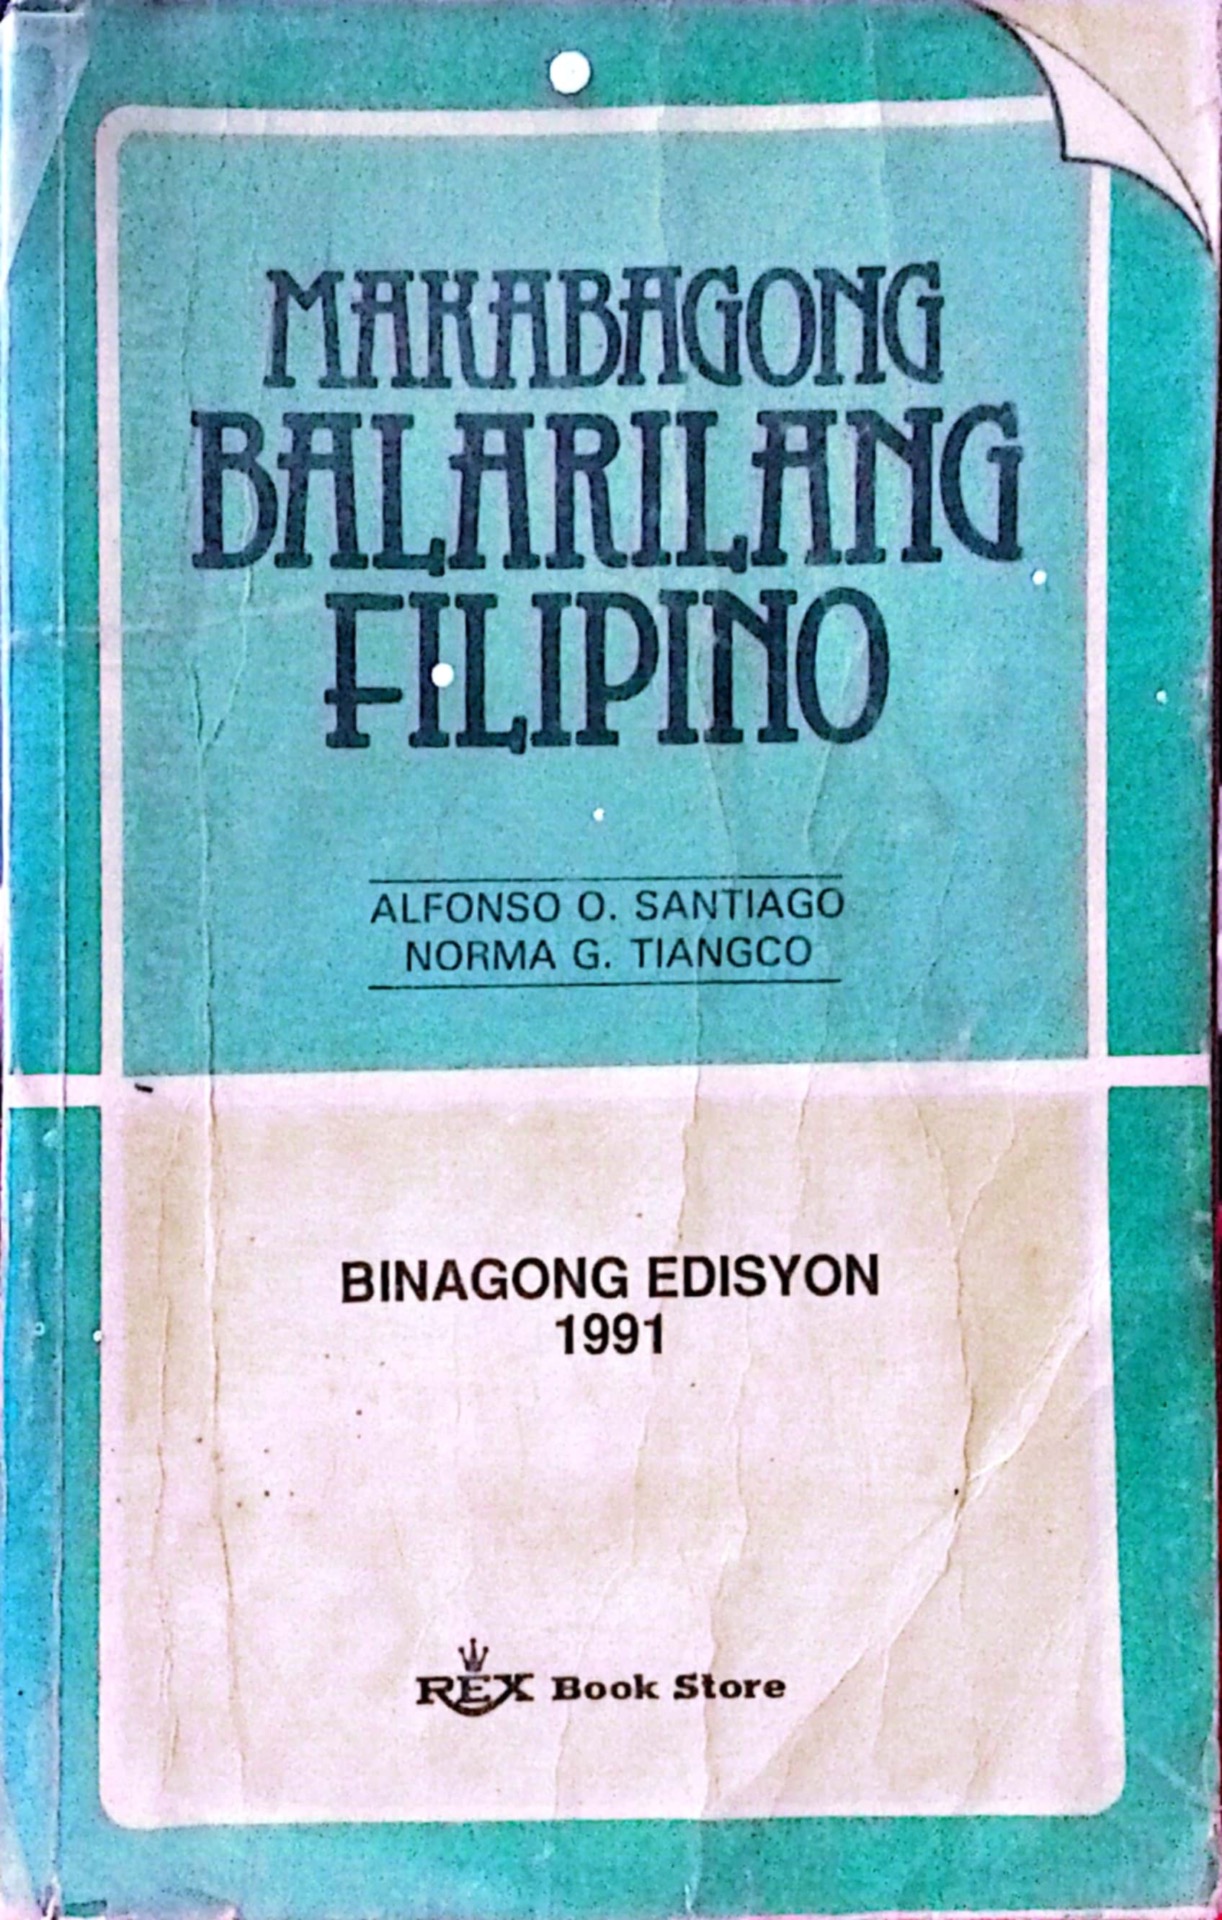 MAKABAGONG
BALARILANG
FILIPINO
ALFONSO O. SANTIAGO
NORMA G. TIANGCO
BINAGONG EDISYON
1991
REX Book Store